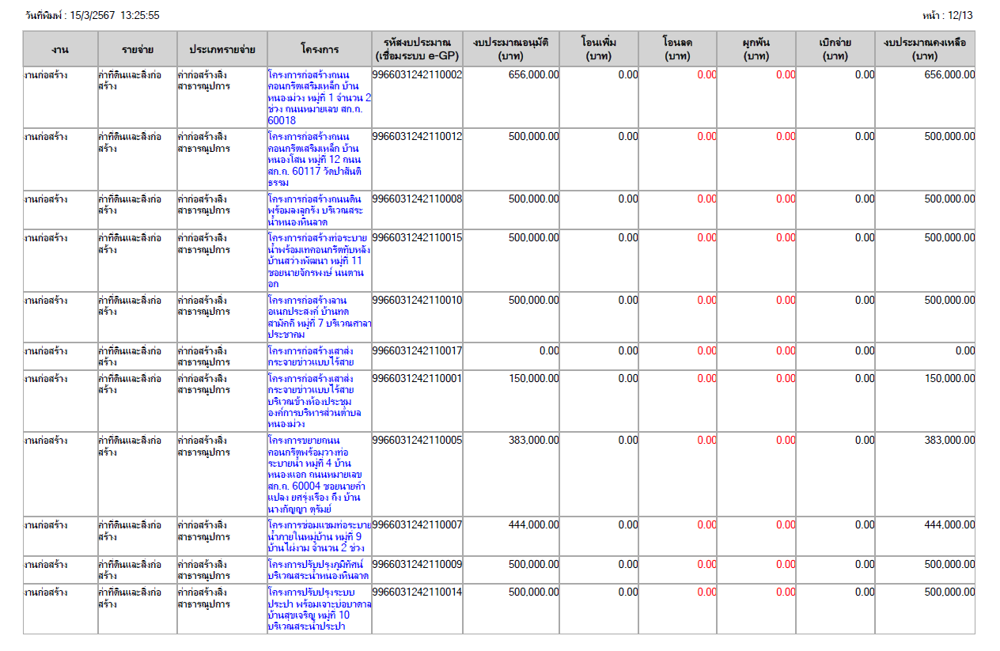 วันที่พิมพ์ : 15/3/2567 13:25:55
หน้า : 12/13
งาน รายจ่าย ประเภทรายจ่าย โครงการ รหัสงบประมาณ งบประมาณอนุมัติ โอนเพิ่ม โอนลด ผูกพัน เบิกจ่าย งบประมาณคงเหลือ
(เชื่อมระบบ e-GP) (บาท) (บาท) (บาท) (บาท) (บาท) (บาท)
งานก่อสร้าง ค่าที่ดินและสิ่งก่อ ค่าก่อสร้างสิ่ง โครงการก่อสร้างถนน 9966031242110002 656,000.00 0.00 0.00 0.00 0.00 656,000.00
สร้าง สาธารณูปการ คอนกรีตเสริมเหล็ก บ้าน
หนองม่วง หมู่ที่ 1 จำนวน 2
ช่วง ถนนหมายเลข สก.ถ.
60018
งานก่อสร้าง ค่าที่ดินและสิ่งก่อ ค่าก่อสร้างสิ่ง โครงการก่อสร้างถนน 9966031242110012 500,000.00 0.00 0.00 0.00 0.00 500,000.00
สร้าง สาธารณูปการ คอนกรีตเสริมเหล็ก บ้าน
หนองโสน หมู่ที่ 12 ถนน
สก.ถ. 60117 วัดป่าสันติ
ธรรม
งานก่อสร้าง ค่าที่ดินและสิ่งก่อ ค่าก่อสร้างสิ่ง โครงการก่อสร้างถนนดิน 9966031242110008 500,000.00 0.00 0.00 0.00 0.00 500,000.00
สร้าง สาธารณูปการ พร้อมลงลูกรัง บริเวณสระ
น้ำหนองหินลาด
งานก่อสร้าง ค่าที่ดินและสิ่งก่อ ค่าก่อสร้างสิ่ง โครงการก่อสร้างท่อระบาย 9966031242110015 500,000.00 0.00 0.00 0.00 0.00 500,000.00
สร้าง สาธารณูปการ น้ำพร้อมเทคอนกรีตทับหลัง
บ้านสว่างพัฒนา หมู่ที่ 11
ซอยนายจักรพงษ์ นนตาน
อก
งานก่อสร้าง ค่าที่ดินและสิ่งก่อ ค่าก่อสร้างสิ่ง โครงการก่อสร้างลาน 9966031242110010 500,000.00 0.00 0.00 0.00 0.00 500,000.00
สร้าง สาธารณูปการ อเนกประสงค์ บ้านทด
สามัคคี หมู่ที่ 7 บริเวณศาลา
ประชาคม
งานก่อสร้าง ค่าที่ดินและสิ่งก่อ ค่าก่อสร้างสิ่ง โครงการก่อสร้างเสาส่ง 9966031242110017 0.00 0.00 0.00 0.00 0.00 0.00
สร้าง สาธารณูปการ กระจายข่าวแบบไร้สาย
งานก่อสร้าง ค่าที่ดินและสิ่งก่อ ค่าก่อสร้างสิ่ง โครงการก่อสร้างเสาส่ง 9966031242110001 150,000.00 0.00 0.00 0.00 0.00 150,000.00
สร้าง สาธารณูปการ กระจายข่าวแบบไร้สาย
บริเวณข้างห้องประชุม
องค์การบริหารส่วนตำบล
หนองม่วง
งานก่อสร้าง ค่าที่ดินและสิ่งก่อ ค่าก่อสร้างสิ่ง โครงการขยายถนน 9966031242110005 383,000.00 0.00 0.00 0.00 0.00 383,000.00
สร้าง สาธารณูปการ คอนกรีตพร้อมวางท่อ
ระบายน้ำ หมู่ที่ 4 บ้าน
หนองแอก ถนนหมายเลข
สก.ถ. 60004 ซอยนายคำ
แปลง ยศรุ่งเรือง ถึง บ้าน
นางกัญญา ตุรัมย์
งานก่อสร้าง ค่าที่ดินและสิ่งก่อ ค่าก่อสร้างสิ่ง โครงการซ่อมแซมท่อระบาย 9966031242110007 444,000.00 0.00 0.00 0.00 0.00 444,000.00
สร้าง สาธารณูปการ น้ำภายในหมู่บ้าน หมู่ที่ 9
บ้านไผ่งาม จำนวน 2 ช่วง
งานก่อสร้าง ค่าที่ดินและสิ่งก่อ ค่าก่อสร้างสิ่ง โครงการปรับปรุงภูมิทัศน์ 9966031242110009 500,000.00 0.00 0.00 0.00 0.00 500,000.00
สร้าง สาธารณูปการ บริเวณสระน้ำหนองหินลาด
งานก่อสร้าง ค่าที่ดินและสิ่งก่อ ค่าก่อสร้างสิ่ง โครงการปรับปรุงระบบ 9966031242110014 500,000.00 0.00 0.00 0.00 0.00 500,000.00
สร้าง สาธารณูปการ ประปา พร้อมเจาะบ่อบาดาล
บ้านสุขเจริญ หมู่ที่ 10
บริเวณสระน้ำประปา